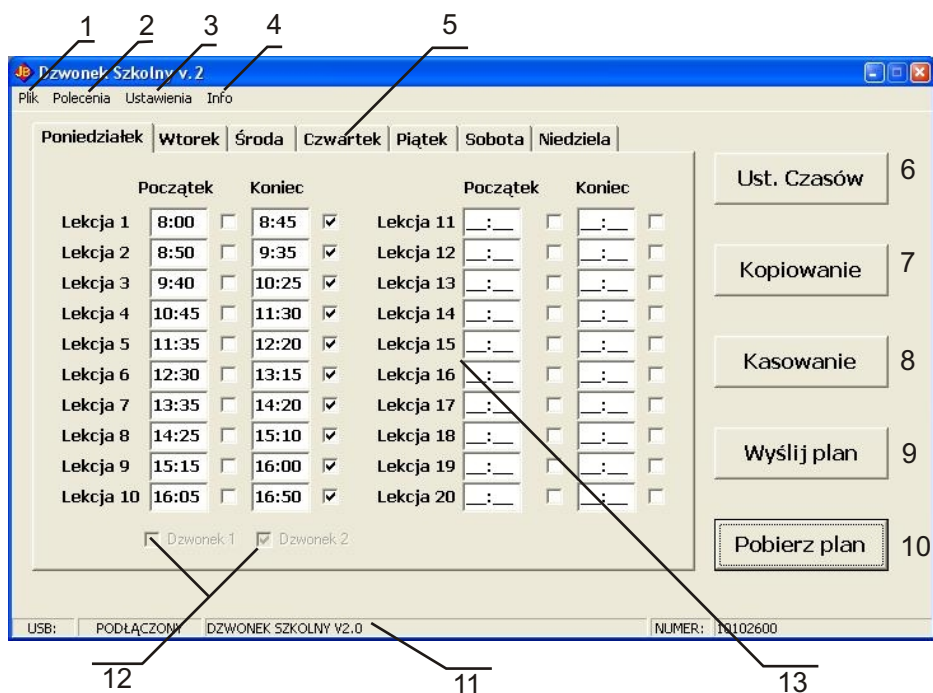 1 2 3 4 5
JB Dzwonek Szkolny v.2
Plik Polecenia Ustawienia Info
Poniedziałek Wtorek Środa Czwartek Piątek Sobota Niedziela
Początek Koniec Początek Koniec
Lekcja 1 8:00 8:45 Lekcja 11 __:__ __:__
Lekcja 2 8:50 9:35 Lekcja 12 __:__ __:__
Lekcja 3 9:40 10:25 Lekcja 13 __:__ __:__
Lekcja 4 10:45 11:30 Lekcja 14 __:__ __:__
Lekcja 5 11:35 12:20 Lekcja 15 __:__ __:__
Lekcja 6 12:30 13:15 Lekcja 16 __:__ __:__
Lekcja 7 13:35 14:20 Lekcja 17 __:__ __:__
Lekcja 8 14:25 15:10 Lekcja 18 __:__ __:__
Lekcja 9 15:15 16:00 Lekcja 19 __:__ __:__
Lekcja 10 16:05 16:50 Lekcja 20 __:__ __:__
Dzwonek 1 Dzwonek 2
Ust. Czasów 6
Kopiowanie 7
Kasowanie 8
Wyślij plan 9
Pobierz plan 10
USB: PODŁĄCZONY DZWONEK SZKOLNY V2.0 NUMER: 10102600
12 11 13